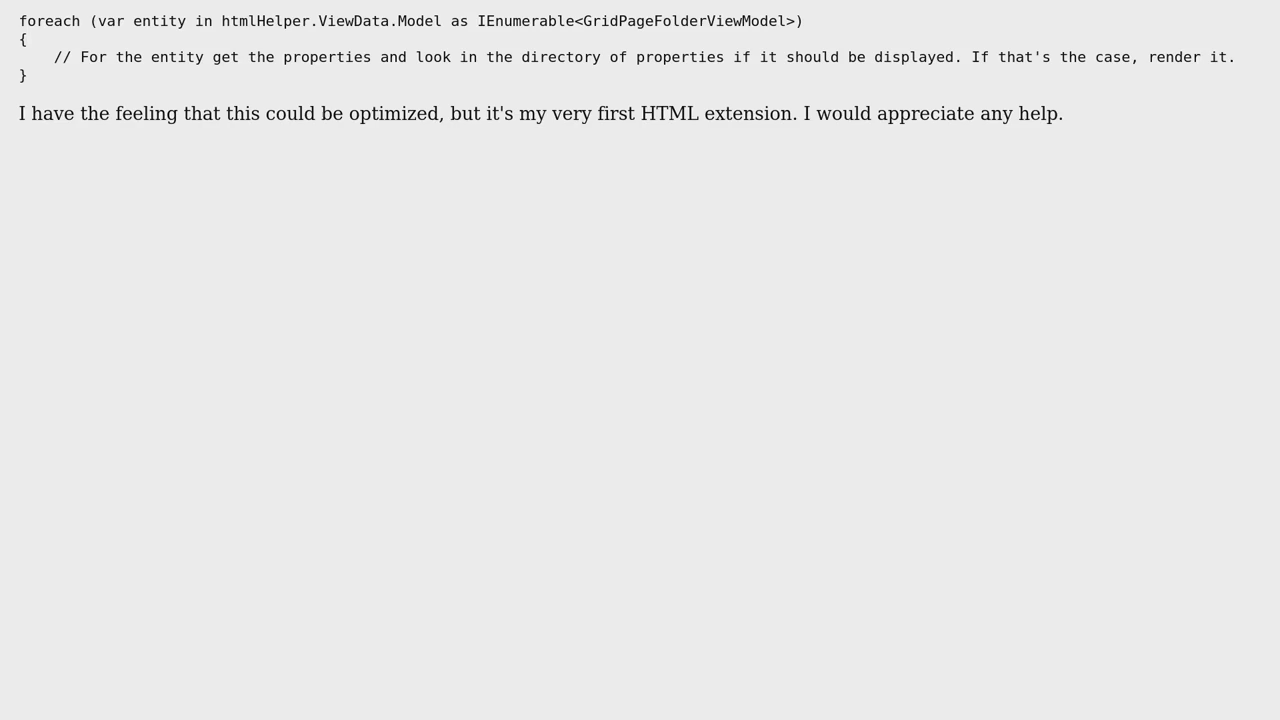 foreach (var entity in htmlHelper.ViewData.Model as IEnumerable<GridPageFolderViewModel>)
{
    // For the entity get the properties and look in the directory of properties if it should be displayed. If that's the case, render it.
}
I have the feeling that this could be optimized, but it's my very first HTML extension. I would appreciate any help.